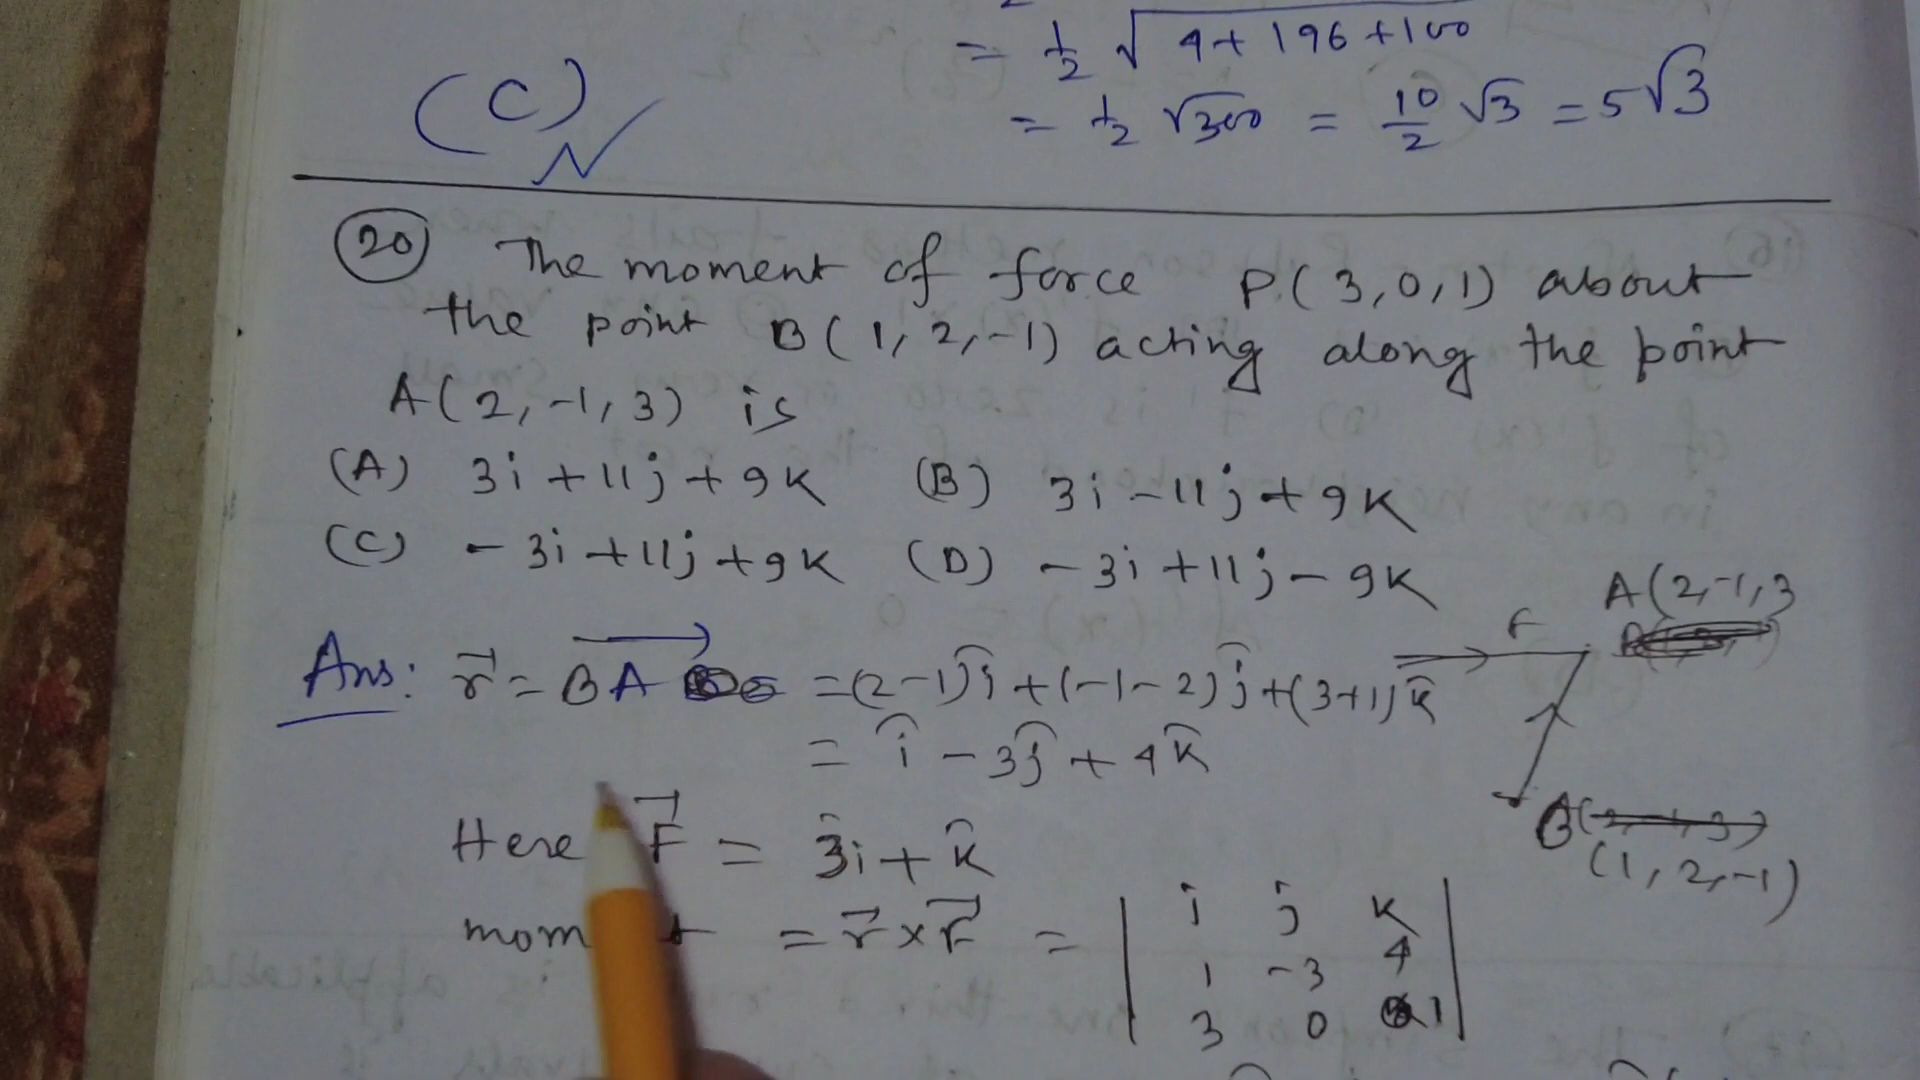 = 1/2 √4+196+100
(C)
= 1/2 √300 = 10/2 √3 = 5√3
(20) The moment of force P(3,0,1) about
the point B(1,2,-1) acting along the point
A(2,-1,3) is
(A) 3i+11j+9k (B) 3i-11j+9k
(C) -3i+11j+9k (D) -3i+11j-9k
F A(2,-1,3
Ans: r⃗ = BA⃗ = (2-1)î+(-1-2)ĵ+(3+1)k̂
= î-3ĵ+4k̂
B
(1,2,-1)
Here F⃗ = 3î+k̂
mom t = r⃗×F⃗ = | i j k
1 -3 4
3 0 1 |